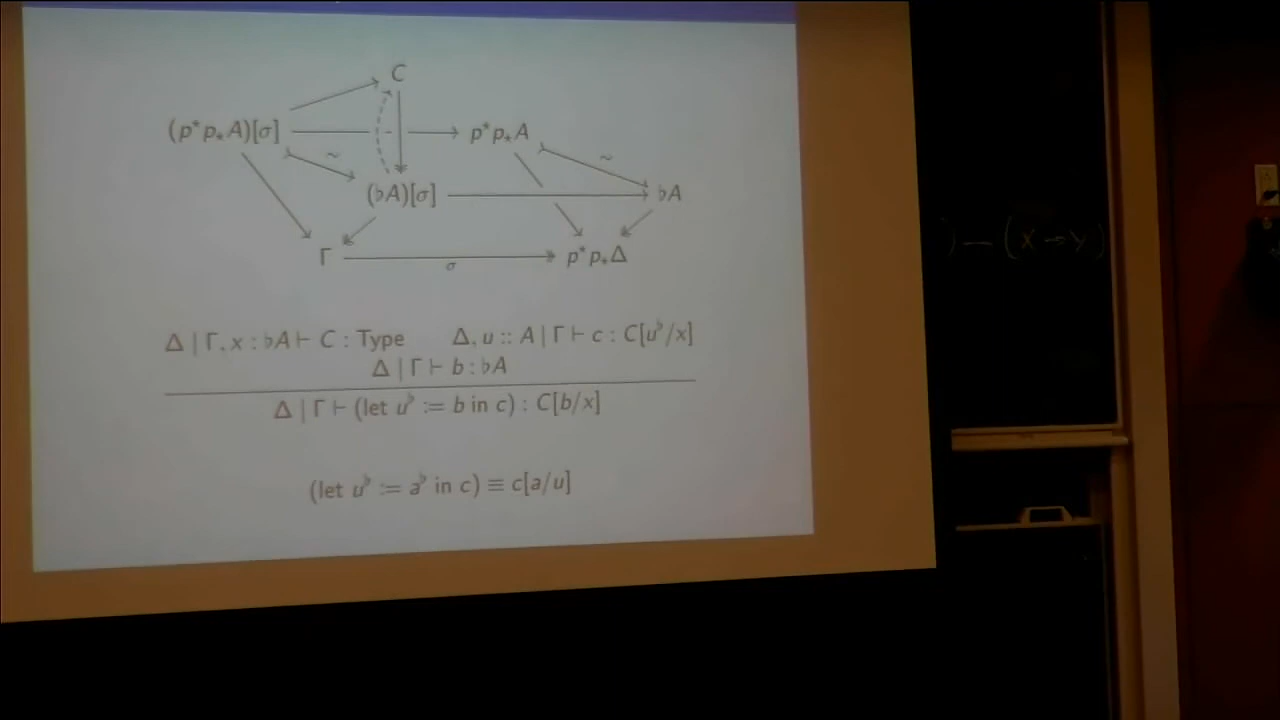 C
(p*p⁎A)[σ] p*p⁎A
∼ ∼
(♭A)[σ] ♭A
Γ p*p⁎Δ
σ
Δ | Γ, x : ♭A ⊢ C : Type Δ, u :: A | Γ ⊢ c : C[u♭/x]
Δ | Γ ⊢ b : ♭A
Δ | Γ ⊢ (let u♭ := b in c) : C[b/x]
(let u♭ := a♭ in c) ≡ c[a/u]
) — (X → Y)